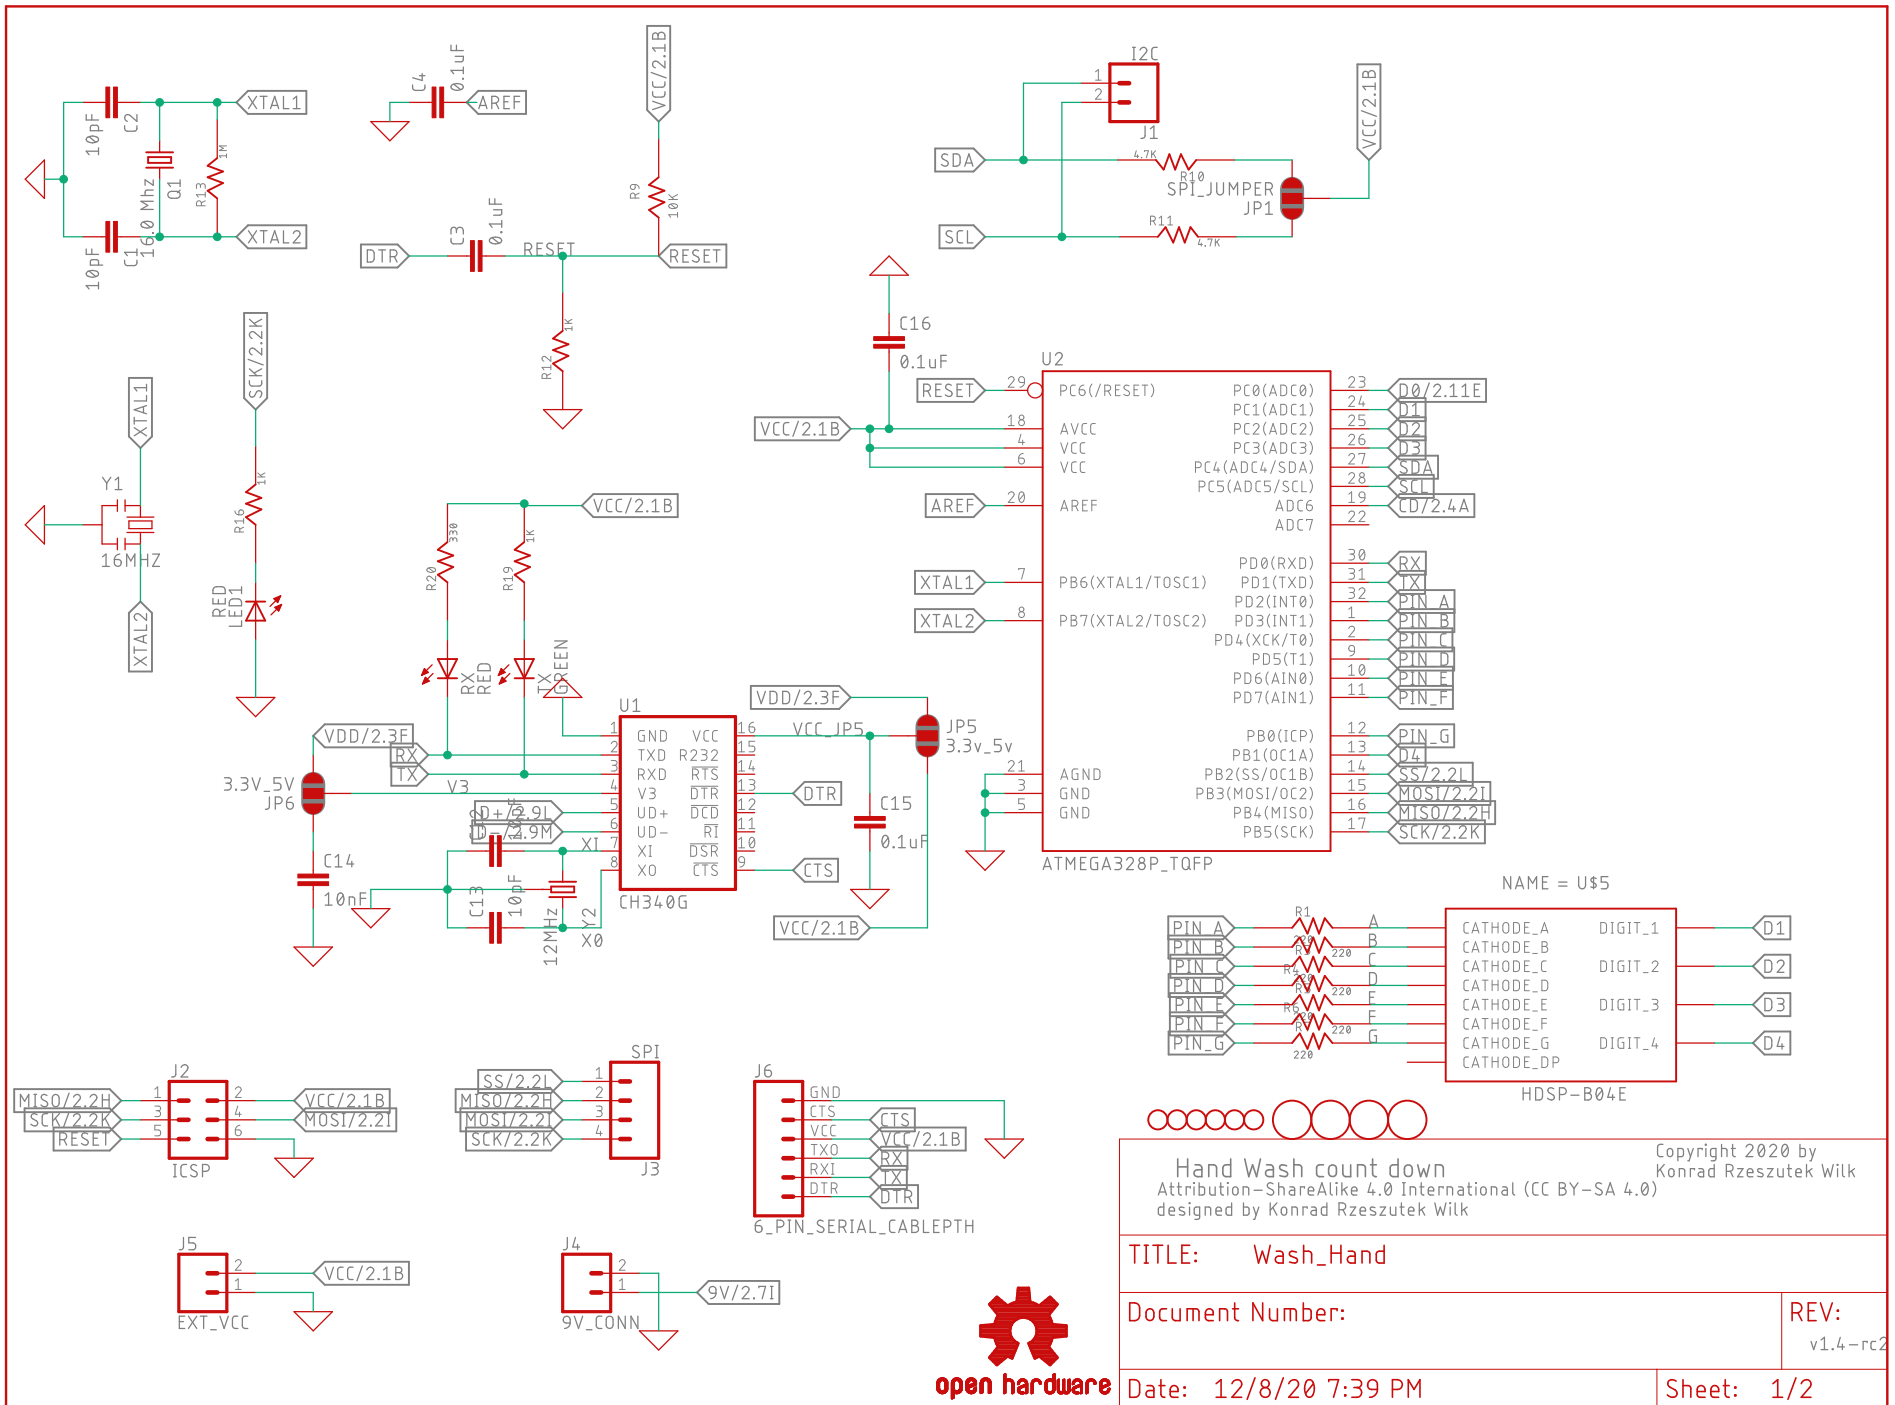 XTAL1
C2
10pF
1M
R13
Q1
16.0 Mhz
C1
10pF
XTAL2
C4
0.1uF
AREF
VCC/2.1B
R9
10K
DTR
C3
0.1uF
RESET
RESET
1K
R12
I2C
1
2
J1
SDA
4.7K
R10
SPI_JUMPER
JP1
VCC/2.1B
SCL
R11
4.7K
XTAL1
Y1
16MHZ
XTAL2
SCK/2.2K
1K
R16
RED
LED1
VCC/2.1B
330
R20
1K
R19
RX
RED
TX
GREEN
C16
0.1uF
U2
RESET 29 PC6(/RESET) PC0(ADC0) 23 D0/2.11E
PC1(ADC1) 24 D1
VCC/2.1B 18 AVCC PC2(ADC2) 25 D2
4 VCC PC3(ADC3) 26 D3
6 VCC PC4(ADC4/SDA) 27 SDA
PC5(ADC5/SCL) 28 SCL
AREF 20 AREF ADC6 19 CD/2.4A
ADC7 22
PD0(RXD) 30 RX
XTAL1 7 PB6(XTAL1/TOSC1) PD1(TXD) 31 TX
PD2(INT0) 32 PIN_A
XTAL2 8 PB7(XTAL2/TOSC2) PD3(INT1) 1 PIN_B
PD4(XCK/T0) 2 PIN_C
PD5(T1) 9 PIN_D
PD6(AIN0) 10 PIN_E
PD7(AIN1) 11 PIN_F
PB0(ICP) 12 PIN_G
PB1(OC1A) 13 D4
21 AGND PB2(SS/OC1B) 14 SS/2.2L
3 GND PB3(MOSI/OC2) 15 MOSI/2.2I
5 GND PB4(MISO) 16 MISO/2.2H
PB5(SCK) 17 SCK/2.2K
ATMEGA328P_TQFP
VDD/2.3F
JP5
3.3v_5v
VCC_JP5
C15
0.1uF
VCC/2.1B
U1
1 GND VCC 16
RX 2 TXD R232 15
TX 3 RXD RTS 14
V3 4 V3 DTR 13 DTR
D+/2.9L 5 UD+ DCD 12
D-/2.9M 6 UD- RI 11
XI 7 XI DSR 10
8 XO CTS 9 CTS
CH340G
VDD/2.3F
3.3V_5V
JP6
C14
10nF
C13
10pF
12MHz
Y2
X0
NAME = U$5
PIN_A R1 A CATHODE_A DIGIT_1 D1
PIN_B 220 B CATHODE_B
PIN_C R4 220 C CATHODE_C DIGIT_2 D2
PIN_D 220 D CATHODE_D
PIN_E R6 E CATHODE_E DIGIT_3 D3
PIN_F 220 F CATHODE_F
PIN_G 220 G CATHODE_G DIGIT_4 D4
CATHODE_DP
HDSP-B04E
J2
MISO/2.2H 1 2 VCC/2.1B
SCK/2.2K 3 4 MOSI/2.2I
RESET 5 6
ICSP
SPI
SS/2.2L 1
MISO/2.2H 2
MOSI/2.2I 3
SCK/2.2K 4
J3
J6
GND
CTS CTS
VCC VCC/2.1B
TXO RX
RXI TX
DTR DTR
6_PIN_SERIAL_CABLEPTH
J5
2 VCC/2.1B
1
EXT_VCC
J4
2
1 9V/2.7I
9V_CONN
open hardware
Copyright 2020 by
Konrad Rzeszutek Wilk
Hand Wash count down
Attribution-ShareAlike 4.0 International (CC BY-SA 4.0)
designed by Konrad Rzeszutek Wilk
TITLE: Wash_Hand
Document Number:
REV:
v1.4-rc2
Date: 12/8/20 7:39 PM
Sheet: 1/2